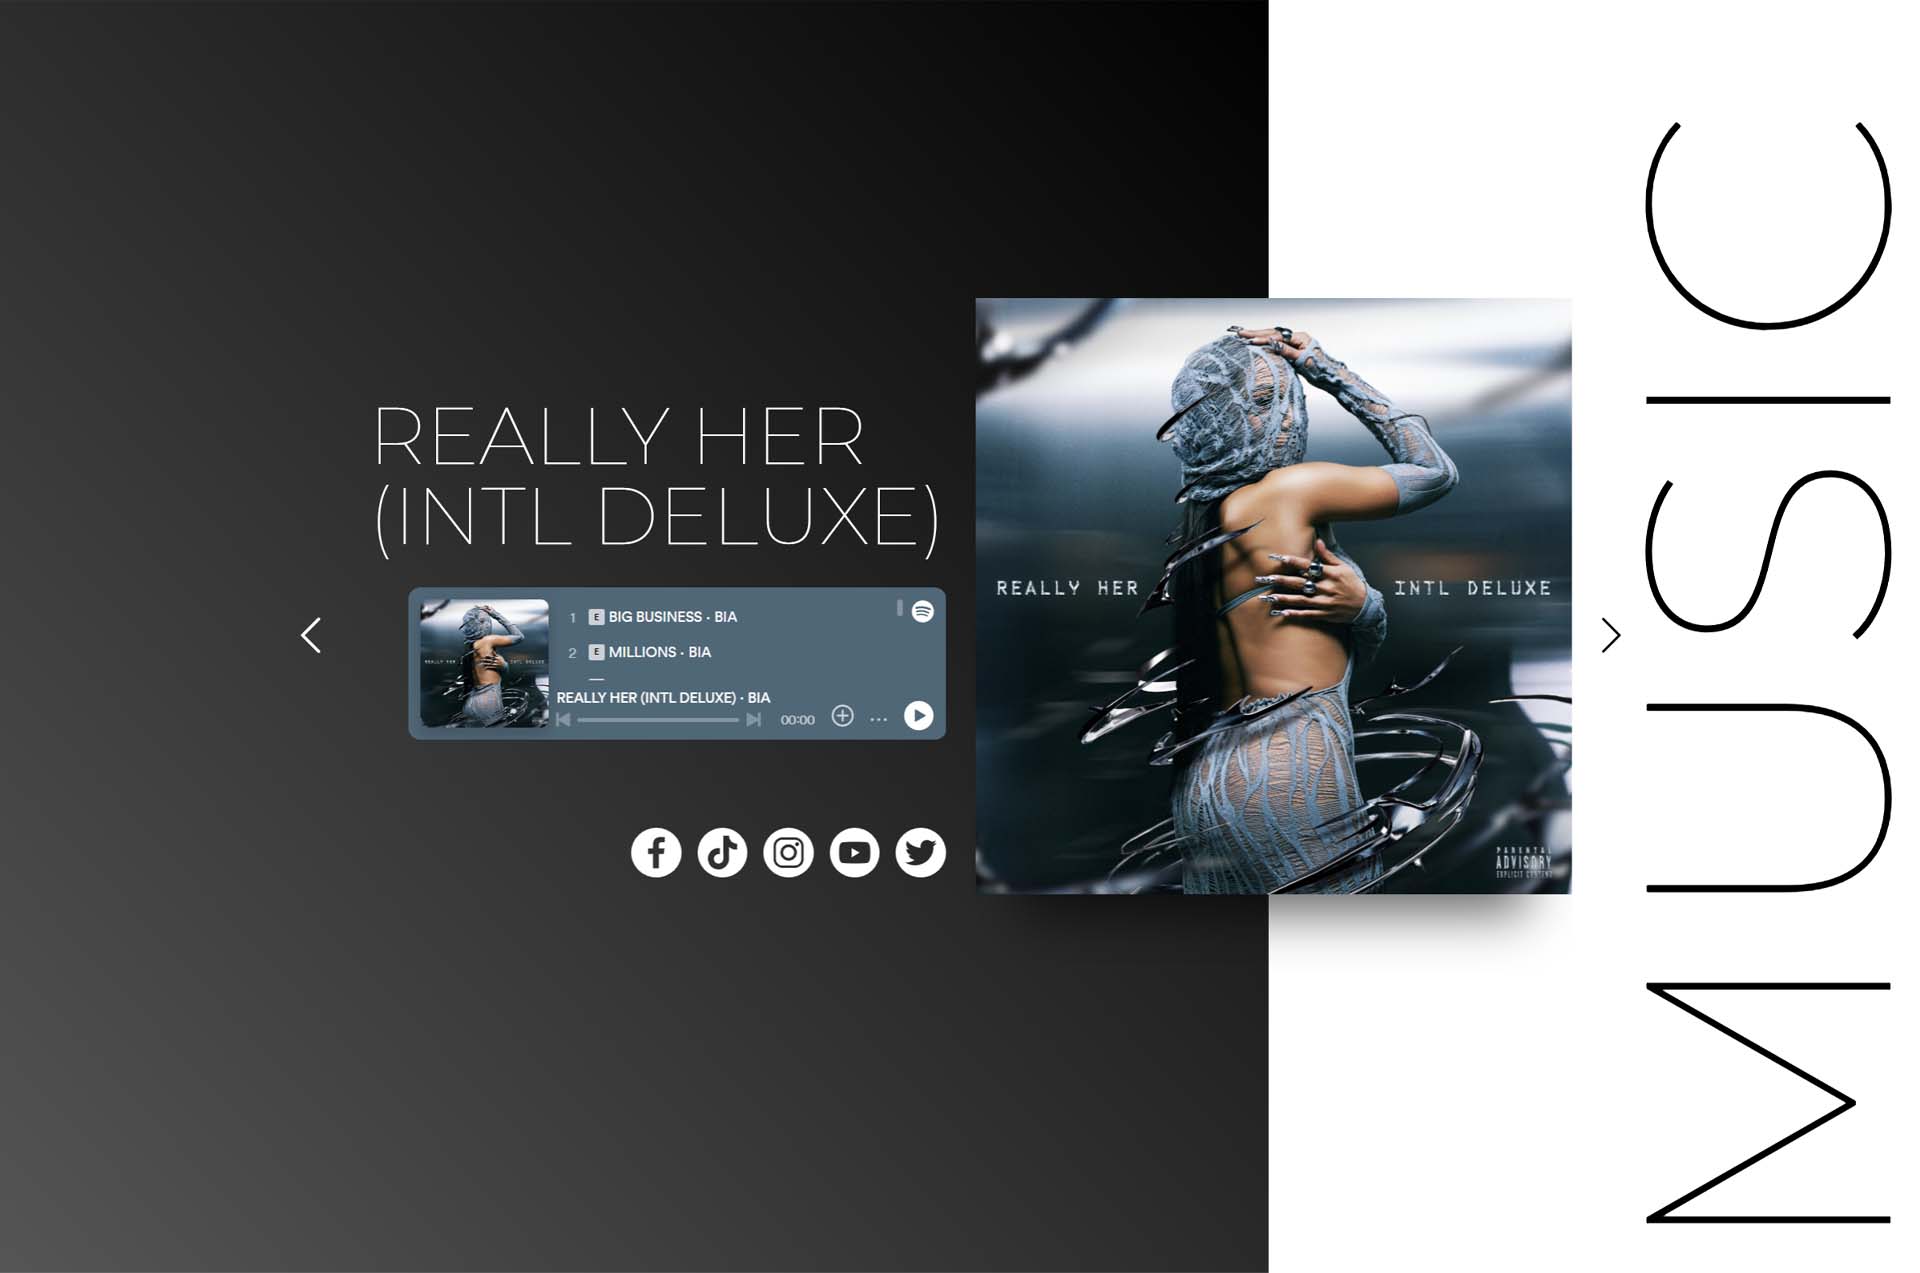 REALLY HER
(INTL DELUXE)
1 E BIG BUSINESS · BIA
2 E MILLIONS · BIA
REALLY HER (INTL DELUXE) · BIA
00:00
REALLY HER INTL DELUXE
PARENTAL
ADVISORY
EXPLICIT CONTENT
MUSIC